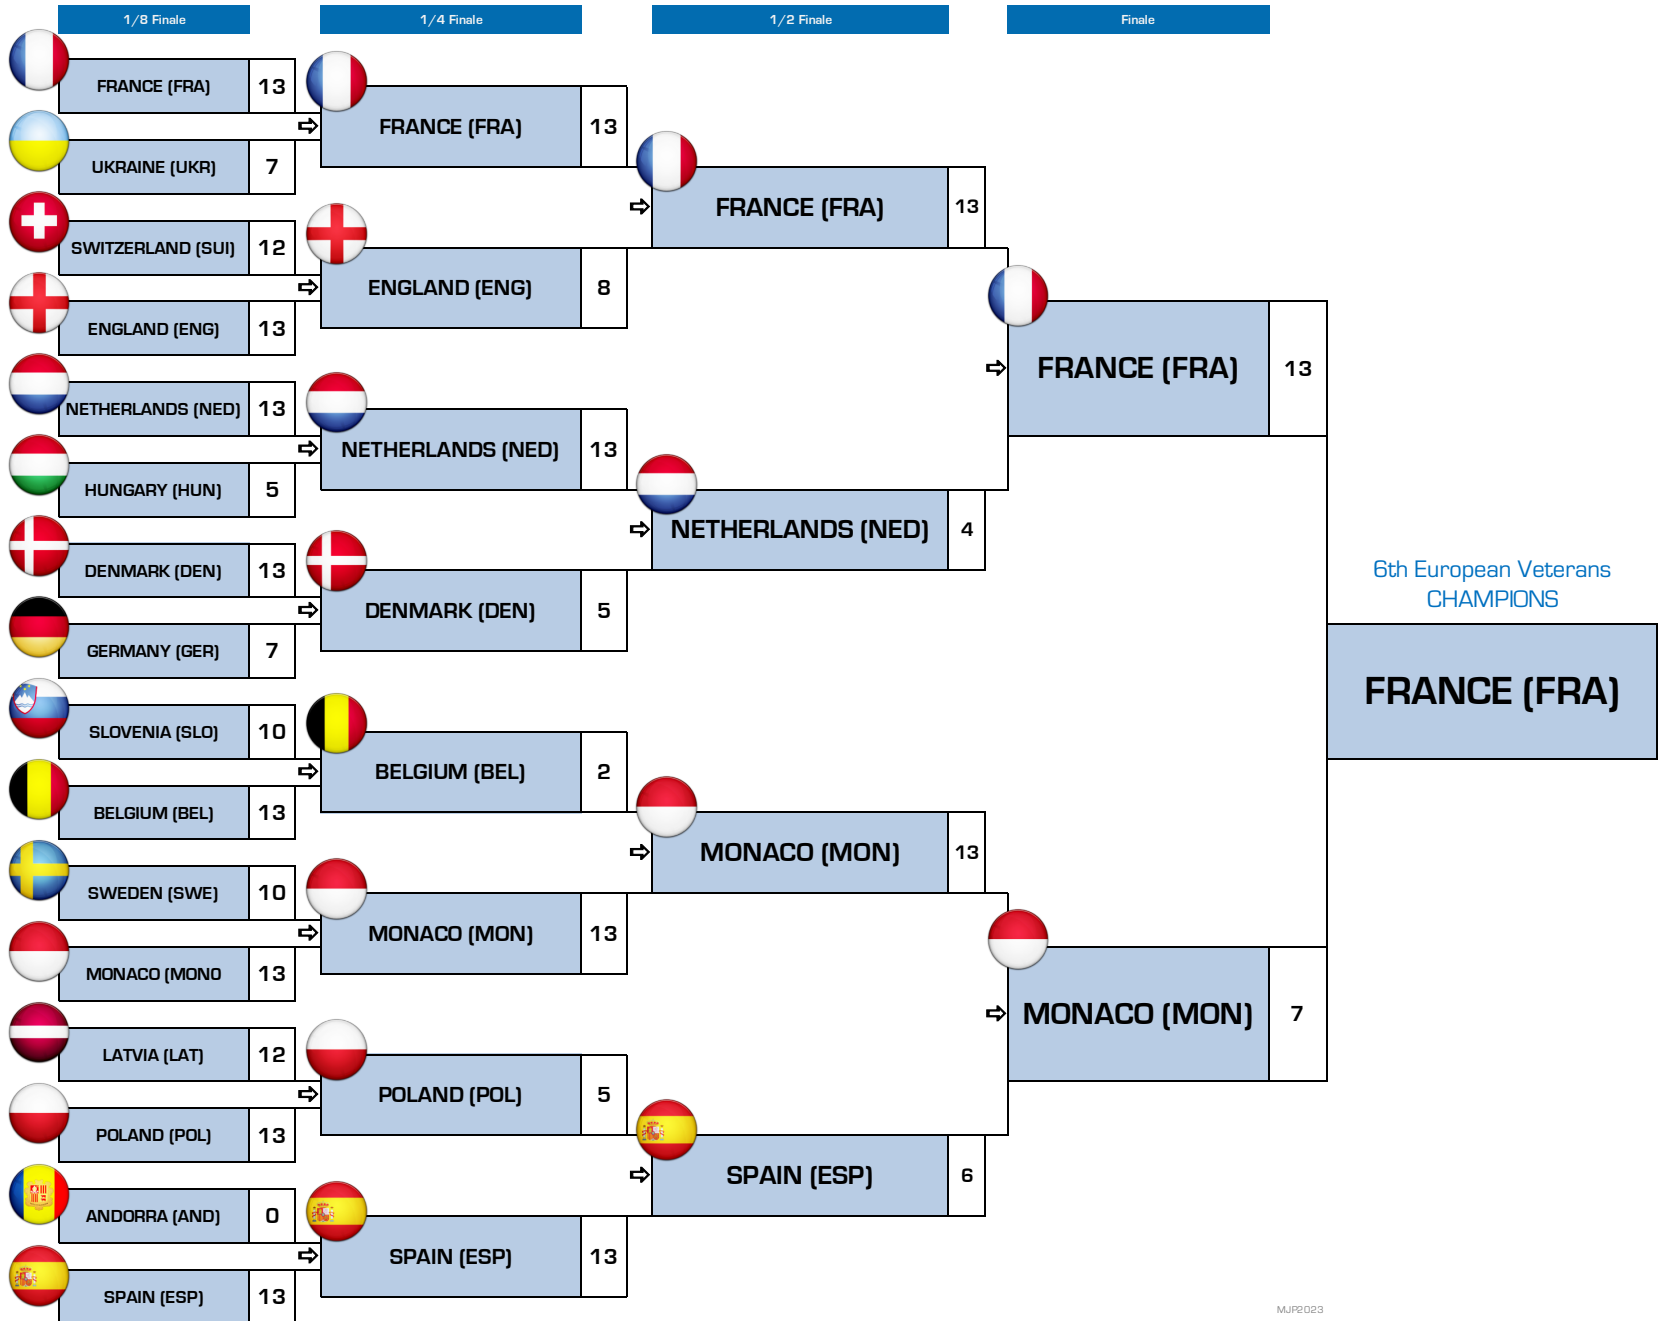 1/8 Finale
1/4 Finale
1/2 Finale
Finale
FRANCE (FRA) 13
UKRAINE (UKR) 7
SWITZERLAND (SUI) 12
ENGLAND (ENG) 13
NETHERLANDS (NED) 13
HUNGARY (HUN) 5
DENMARK (DEN) 13
GERMANY (GER) 7
SLOVENIA (SLO) 10
BELGIUM (BEL) 13
SWEDEN (SWE) 10
MONACO (MONO 13
LATVIA (LAT) 12
POLAND (POL) 13
ANDORRA (AND) 0
SPAIN (ESP) 13
FRANCE (FRA) 13
ENGLAND (ENG) 8
NETHERLANDS (NED) 13
DENMARK (DEN) 5
BELGIUM (BEL) 2
MONACO (MON) 13
POLAND (POL) 5
SPAIN (ESP) 13
FRANCE (FRA) 13
NETHERLANDS (NED) 4
MONACO (MON) 13
SPAIN (ESP) 6
FRANCE (FRA) 13
MONACO (MON) 7
6th European Veterans
CHAMPIONS
FRANCE (FRA)
MJP2023